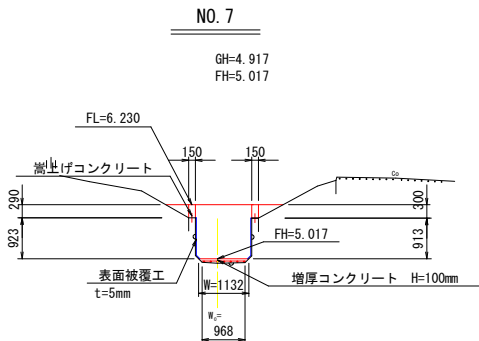 NO.7
GH=4.917
FH=5.017
FL=6.230
150
150
嵩上げコンクリート
Co
290
300
923
913
FH=5.017
表面被覆工
t=5mm
W=1132
増厚コンクリート H=100mm
W₀=
968